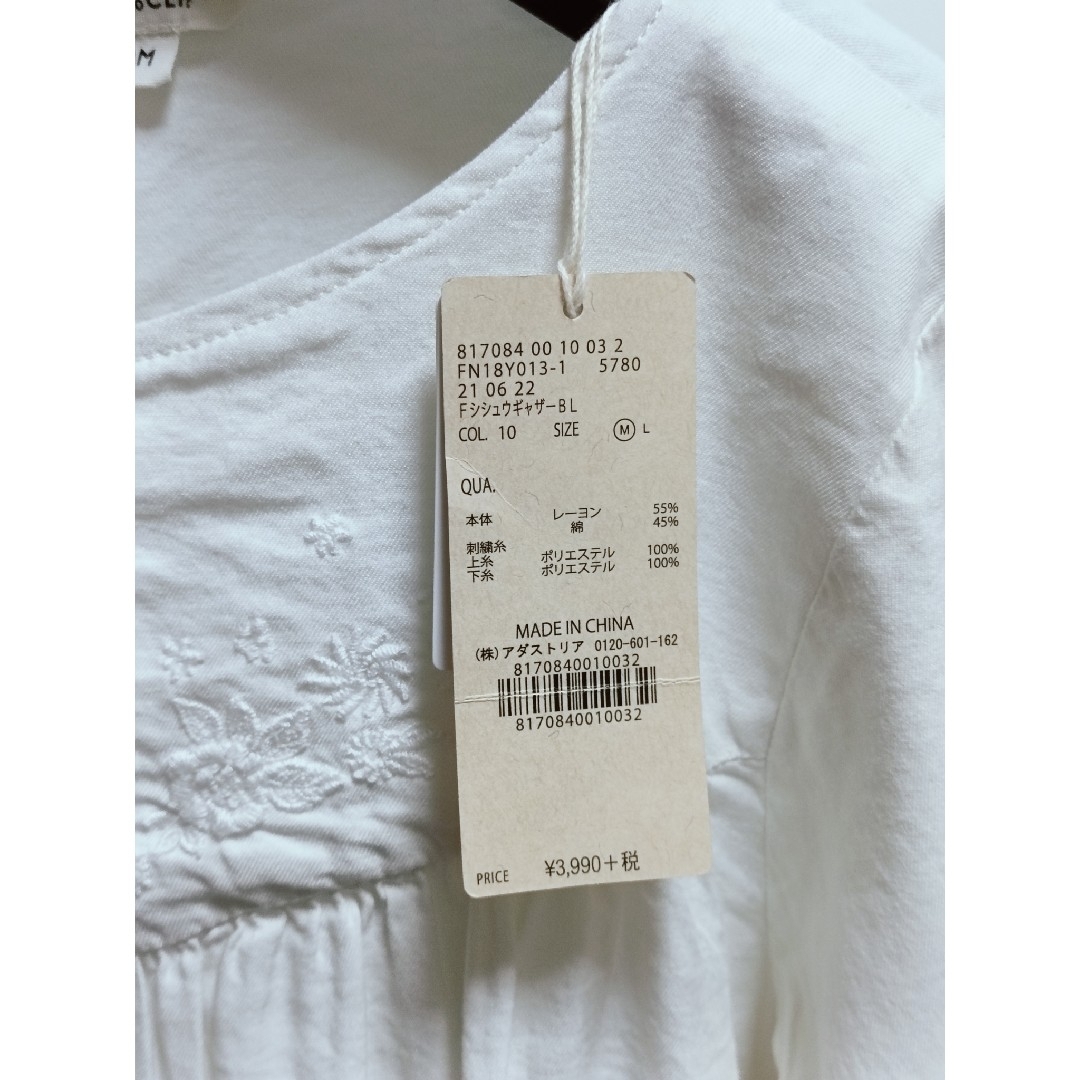 M
817084 00 10 03 2
FN18Y013-1 5780
21 06 22
FシシュウギャザーBL
COL. 10 SIZE M L
QUA.
本体 レーヨン 55%
綿 45%
刺繍糸
上糸 ポリエステル 100%
下糸 ポリエステル 100%
MADE IN CHINA
(株)アダストリア 0120-601-162
8170840010032
8170840010032
PRICE ¥3,990+税